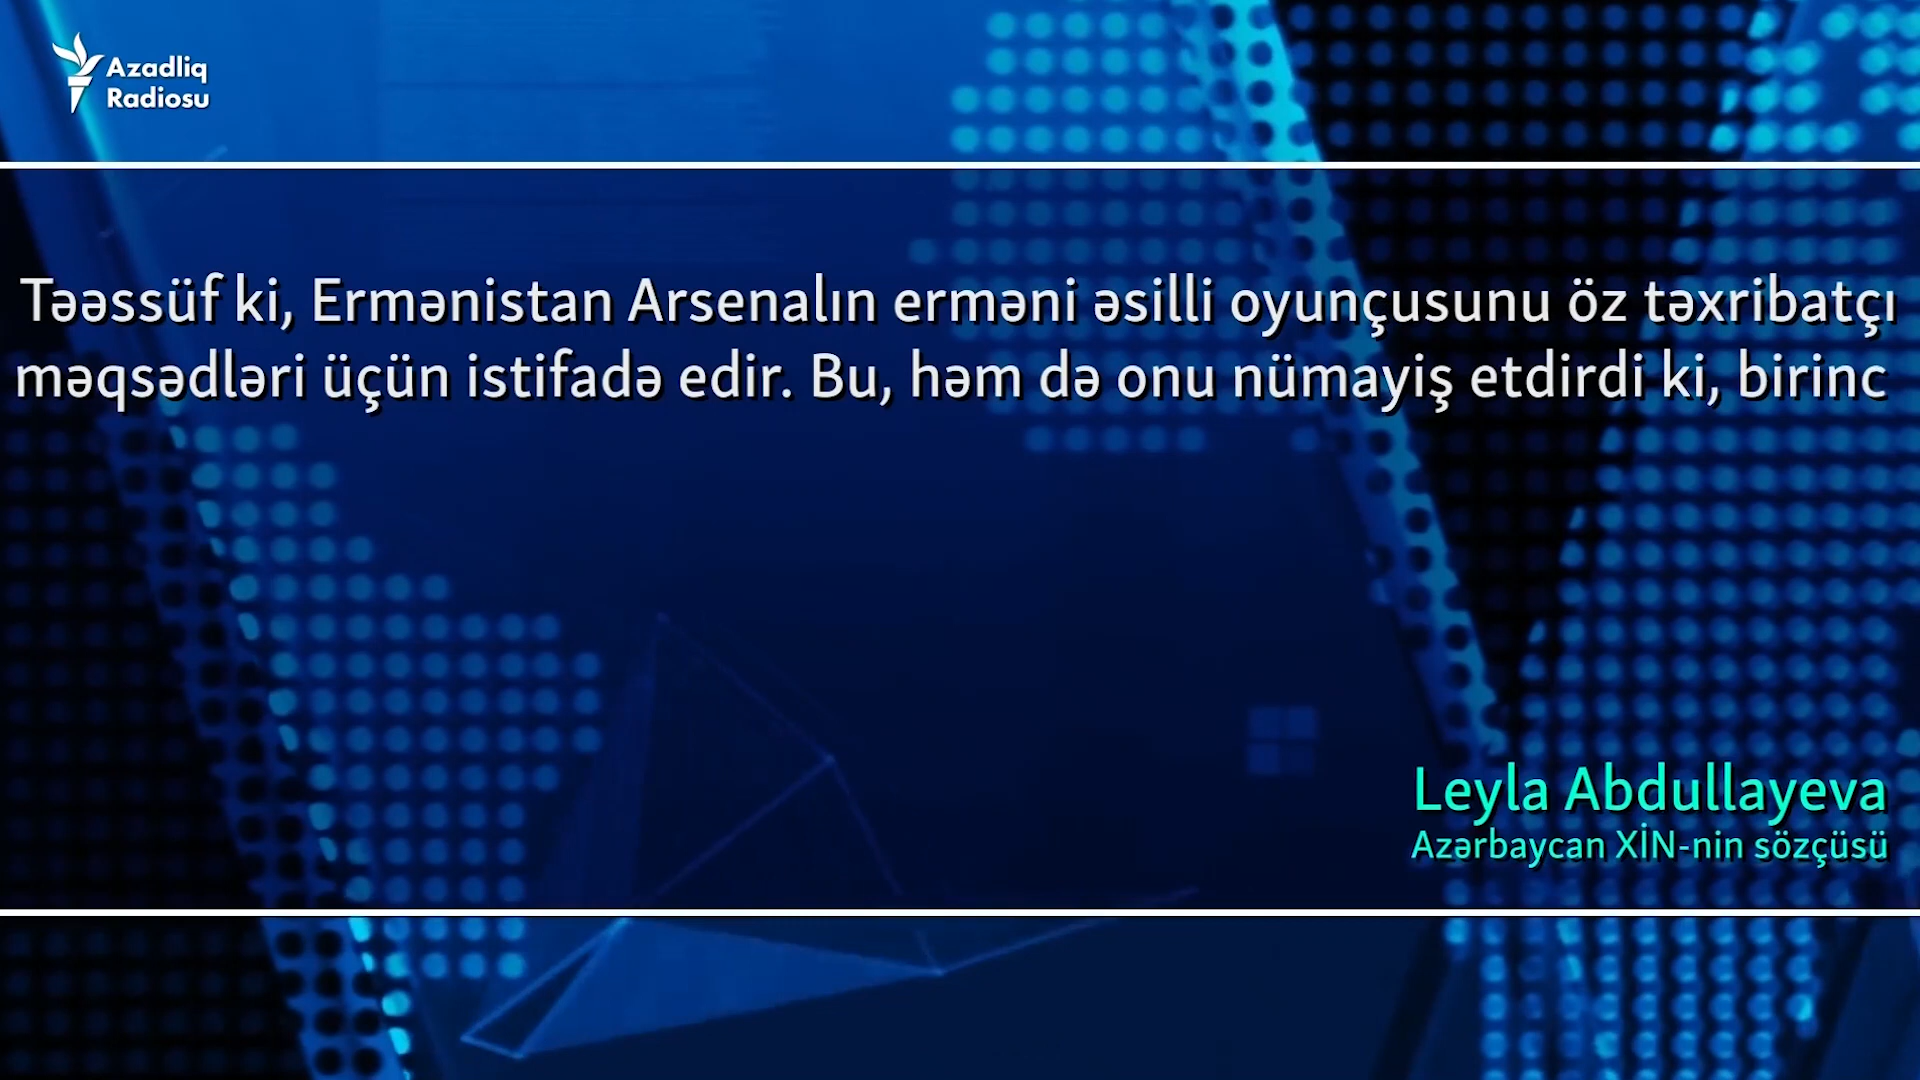 Azadlıq
Radiosu
Təəssüf ki, Ermənistan Arsenalın erməni əsilli oyunçusunu öz təxribatçı
məqsədləri üçün istifadə edir. Bu, həm də onu nümayiş etdirdi ki, birinc
Leyla Abdullayeva
Azərbaycan XİN-nin sözçüsü